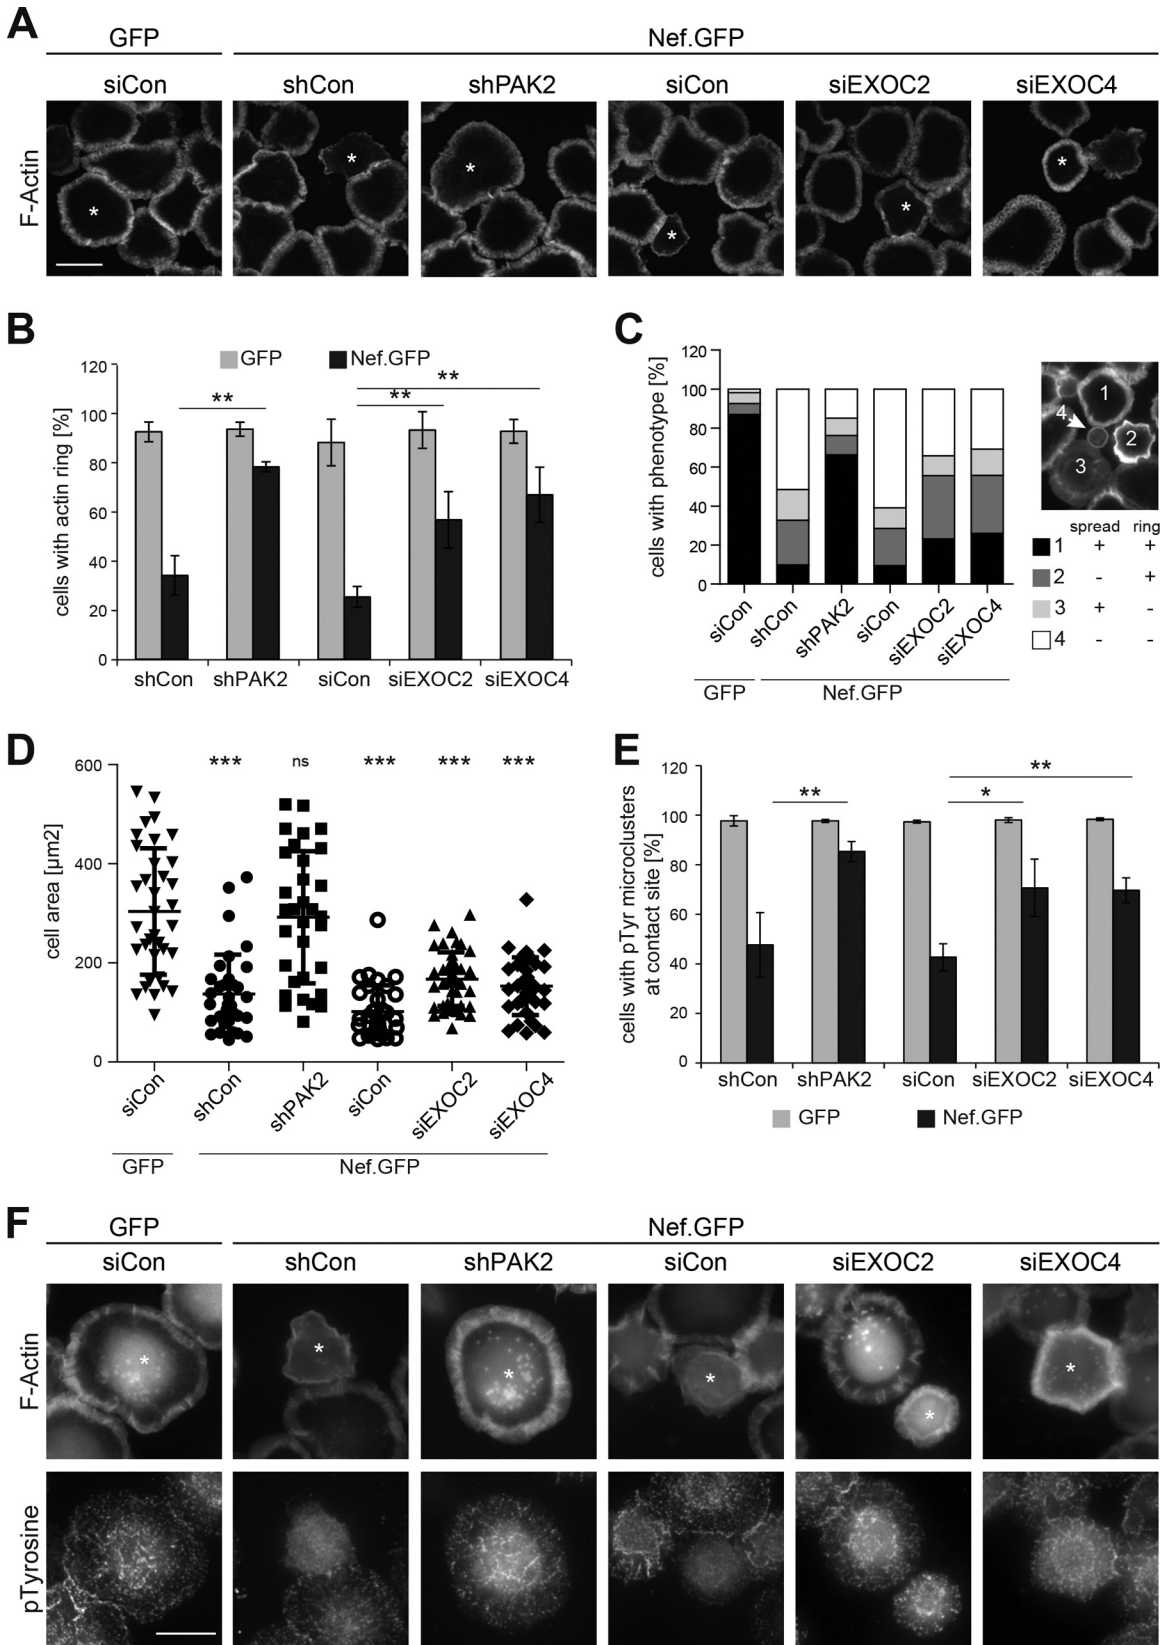 A
GFP Nef.GFP
siCon shCon shPAK2 siCon siEXOC2 siEXOC4
F-Actin
* * * * * *
B
GFP Nef.GFP
cells with actin ring [%]
120
100
80
60
40
20
0
** ** **
shCon shPAK2 siCon siEXOC2 siEXOC4
C
cells with phenotype [%]
120
100
80
60
40
20
0
siCon shCon shPAK2 siCon siEXOC2 siEXOC4
GFP Nef.GFP
1
4
2
3
spread ring
1 + +
2 - +
3 + -
4 - -
D
cell area [µm2]
600
400
200
0
*** ns *** *** ***
siCon shCon shPAK2 siCon siEXOC2 siEXOC4
GFP Nef.GFP
E
cells with pTyr microclusters
at contact site [%]
120
100
80
60
40
20
0
** * **
shCon shPAK2 siCon siEXOC2 siEXOC4
GFP Nef.GFP
F
GFP Nef.GFP
siCon shCon shPAK2 siCon siEXOC2 siEXOC4
F-Actin
* * * * * *
pTyrosine